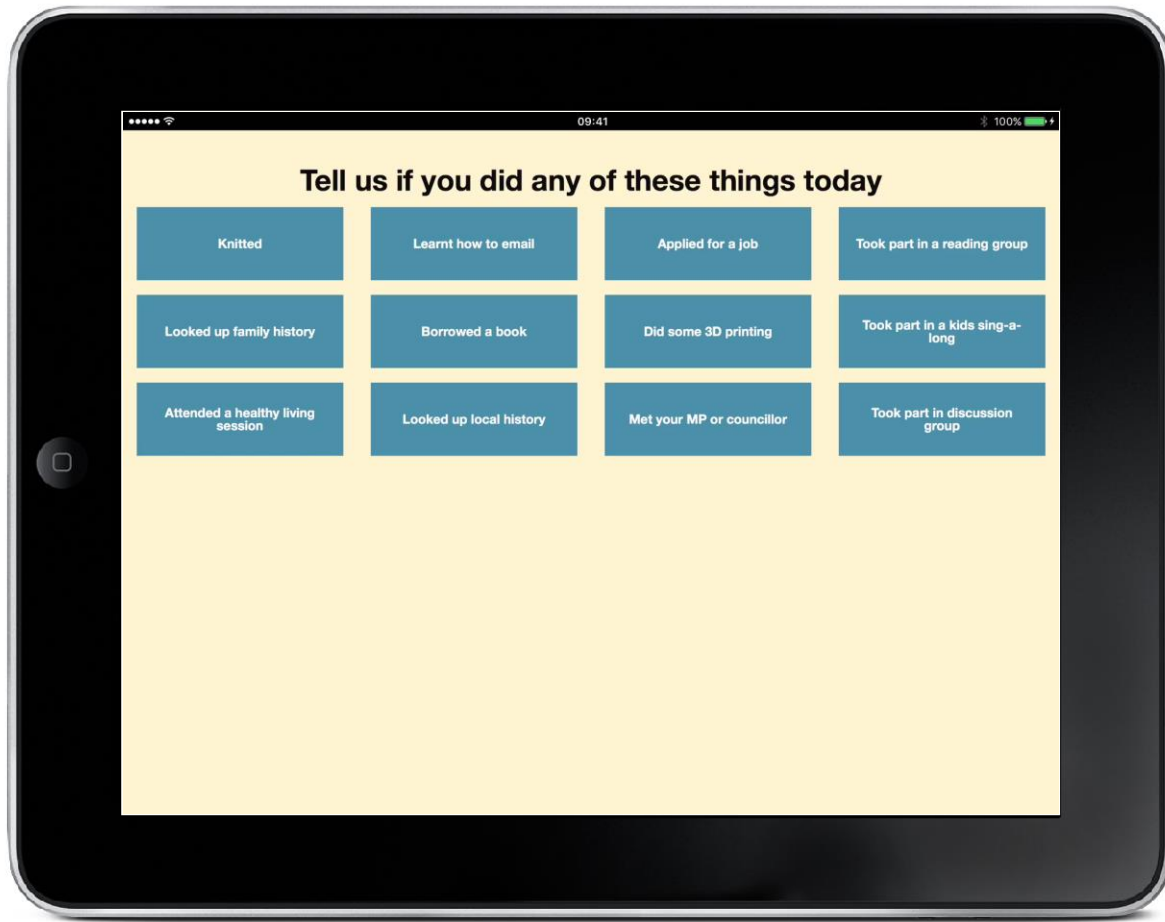 09:41
100%
Tell us if you did any of these things today
Knitted
Learnt how to email
Applied for a job
Took part in a reading group
Looked up family history
Borrowed a book
Did some 3D printing
Took part in a kids sing-a-
long
Attended a healthy living
session
Looked up local history
Met your MP or councillor
Took part in discussion
group